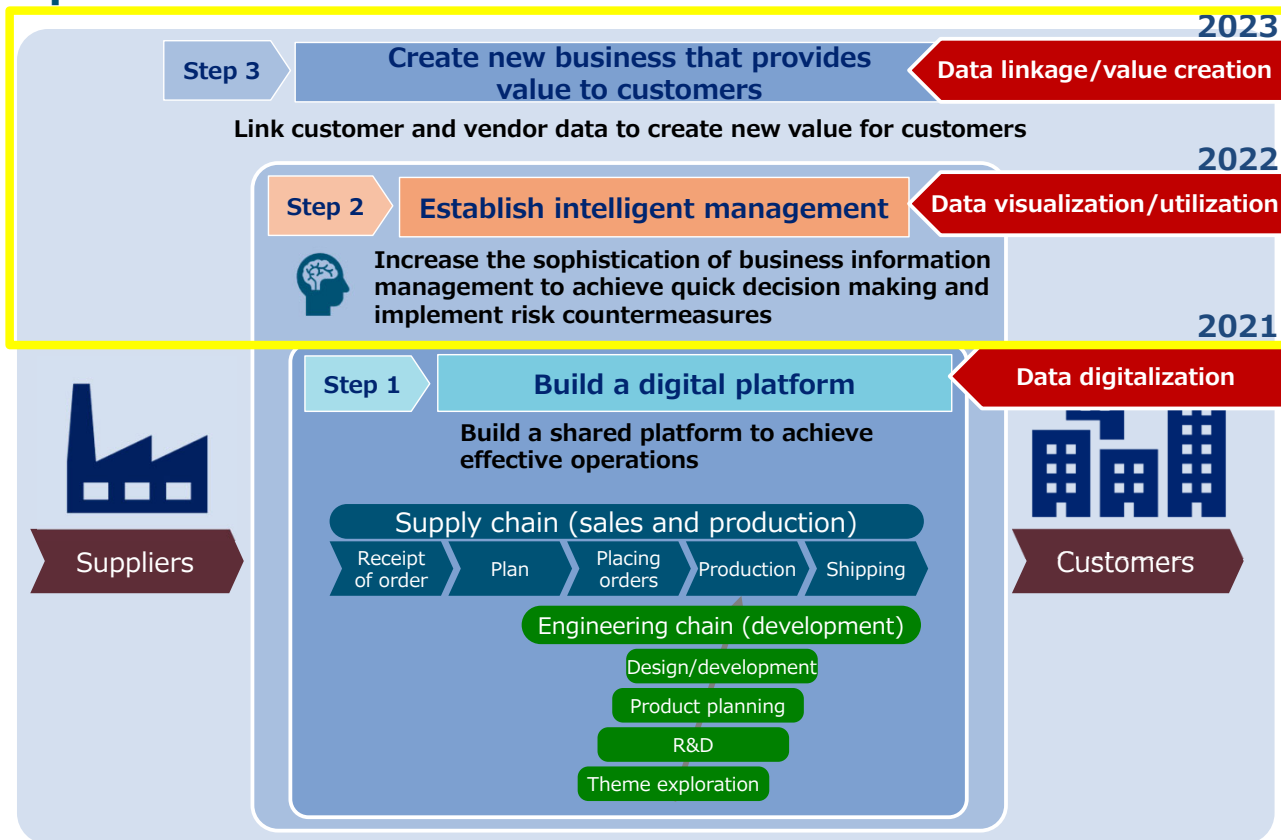 2023
Step 3
Create new business that provides
value to customers
Data linkage/value creation
Link customer and vendor data to create new value for customers
2022
Step 2
Establish intelligent management
Data visualization/utilization
Increase the sophistication of business information
management to achieve quick decision making and
implement risk countermeasures
2021
Step 1
Build a digital platform
Data digitalization
Build a shared platform to achieve
effective operations
Supply chain (sales and production)
Suppliers
Receipt
of order
Plan
Placing
orders
Production
Shipping
Customers
Engineering chain (development)
Design/development
Product planning
R&D
Theme exploration